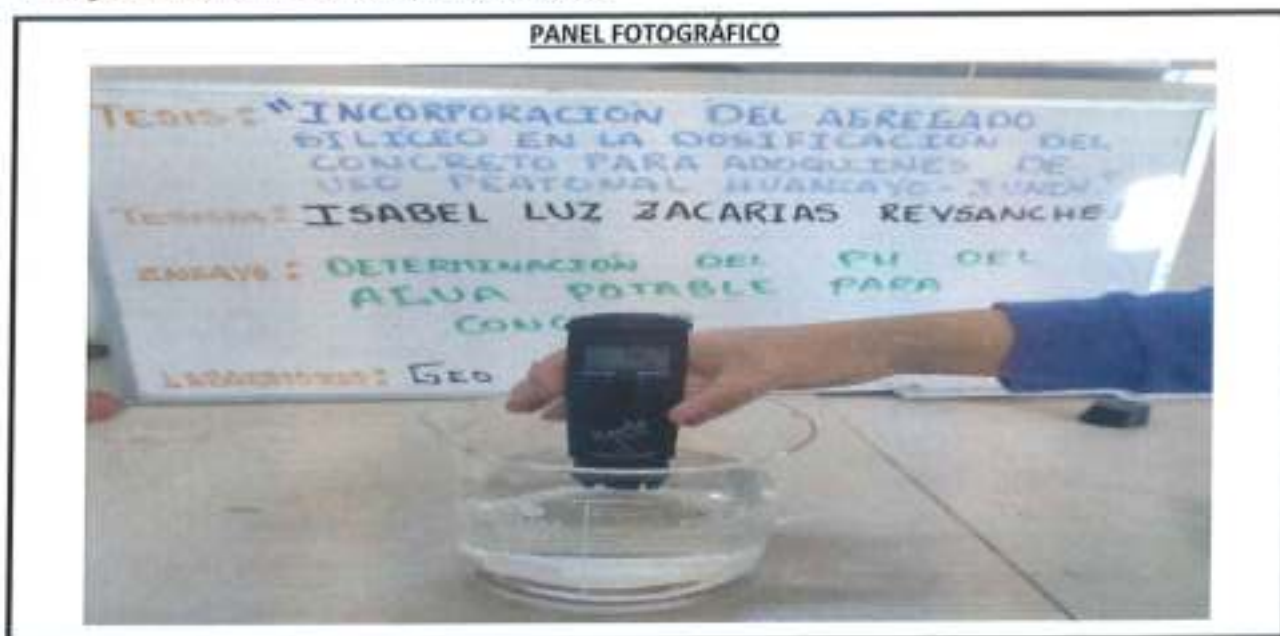 PANEL FOTOGRÁFICO
TESIS: "INCORPORACION DEL AGREGADO
SILICEO EN LA DOSIFICACION DEL
CONCRETO PARA ADOQUINES DE
USO PEATONAL HUANCAYO-JUNIN
TESISTA: ISABEL LUZ ZACARIAS REVSANCHE
ENSAYO: DETERMINACION DEL PH DEL
AGUA POTABLE PARA
CONC
LABORATORIO: GEO